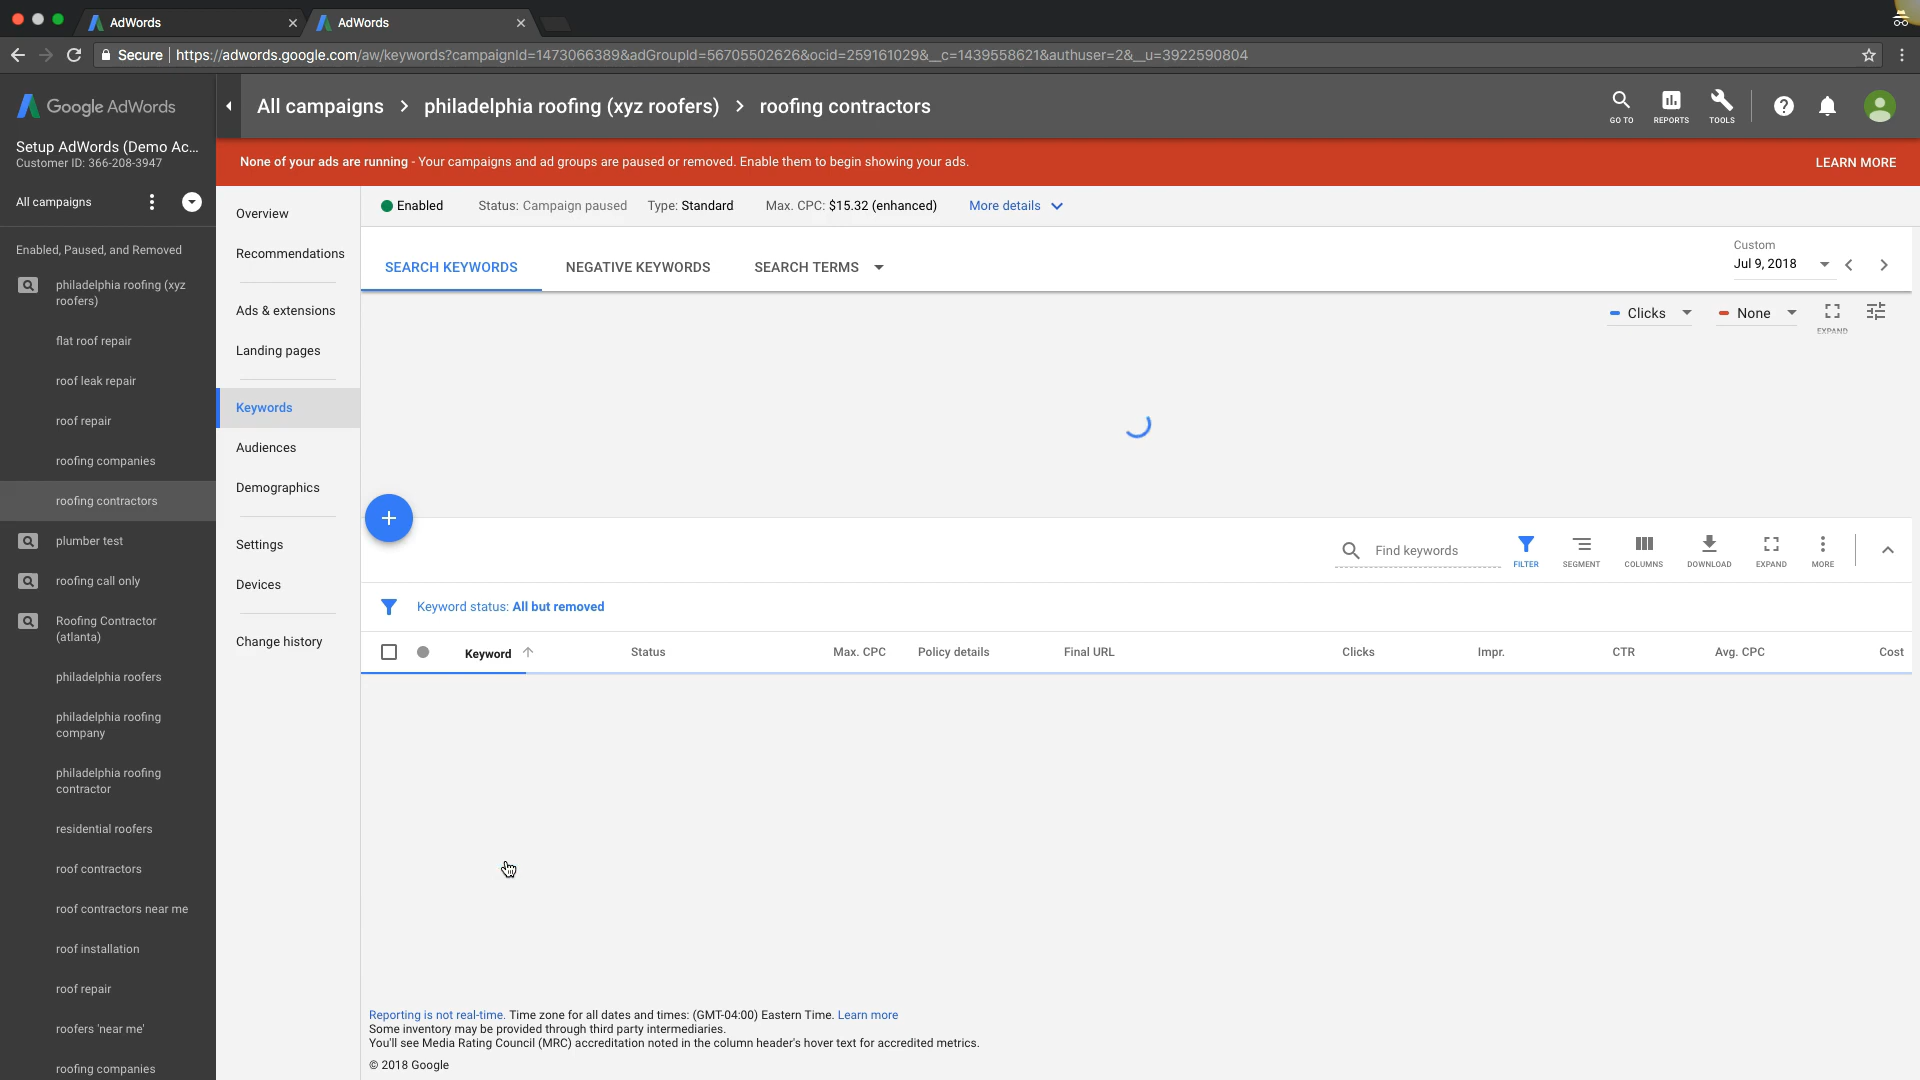 AdWords
AdWords
Secure https://adwords.google.com/aw/keywords?campaignId=1473066389&adGroupId=56705502626&ocid=259161029&__c=1439558621&authuser=2&__u=3922590804
Google AdWords
All campaigns > philadelphia roofing (xyz roofers) > roofing contractors
GO TO
REPORTS
TOOLS
Setup AdWords (Demo Ac...
Customer ID: 366-208-3947
None of your ads are running - Your campaigns and ad groups are paused or removed. Enable them to begin showing your ads.
LEARN MORE
All campaigns
Enabled, Paused, and Removed
philadelphia roofing (xyz
roofers)
flat roof repair
roof leak repair
roof repair
roofing companies
roofing contractors
plumber test
roofing call only
Roofing Contractor
(atlanta)
philadelphia roofers
philadelphia roofing
company
philadelphia roofing
contractor
residential roofers
roof contractors
roof contractors near me
roof installation
roof repair
roofers 'near me'
roofing companies
Overview
Recommendations
Ads & extensions
Landing pages
Keywords
Audiences
Demographics
Settings
Devices
Change history
Enabled
Status: Campaign paused
Type: Standard
Max. CPC: $15.32 (enhanced)
More details
SEARCH KEYWORDS
NEGATIVE KEYWORDS
SEARCH TERMS
Custom
Jul 9, 2018
Clicks
None
EXPAND
Find keywords
FILTER
SEGMENT
COLUMNS
DOWNLOAD
EXPAND
MORE
Keyword status: All but removed
Keyword
Status
Max. CPC
Policy details
Final URL
Clicks
Impr.
CTR
Avg. CPC
Cost
Reporting is not real-time. Time zone for all dates and times: (GMT-04:00) Eastern Time. Learn more
Some inventory may be provided through third party intermediaries.
You'll see Media Rating Council (MRC) accreditation noted in the column header's hover text for accredited metrics.
© 2018 Google